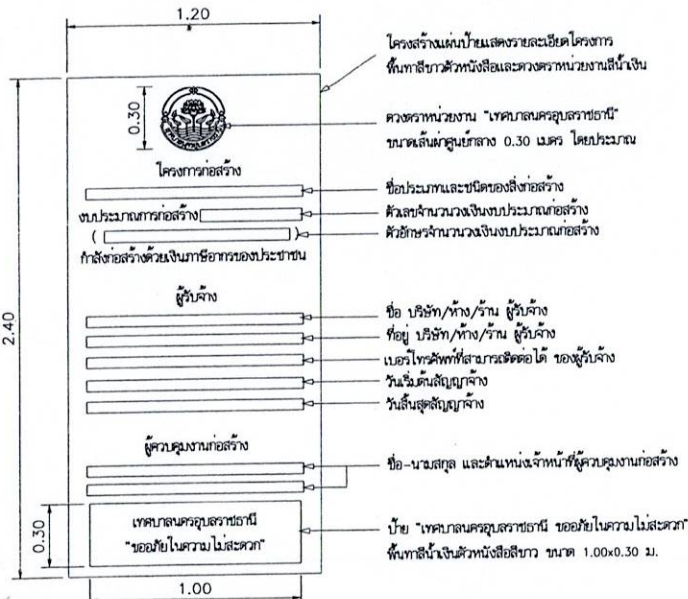 1.20
โครงสร้างแผ่นป้ายแสดงรายละเอียดโครงการ
พื้นทาสีขาวตัวหนังสือและดวงตราหน่วยงานสีน้ำเงิน
0.30
ดวงตราหน่วยงาน "เทศบาลนครอุบลราชธานี"
ขนาดเส้นผ่าศูนย์กลาง 0.30 เมตร โดยประมาณ
โครงการก่อสร้าง
ชื่อประเภทและชนิดของสิ่งก่อสร้าง
งบประมาณการก่อสร้าง
ตัวเลขจำนวนวงเงินงบประมาณก่อสร้าง
( )
ตัวอักษรจำนวนวงเงินงบประมาณก่อสร้าง
กำลังก่อสร้างด้วยเงินภาษีอากรของประชาชน
2.40
ผู้รับจ้าง
ชื่อ บริษัท/ห้าง/ร้าน ผู้รับจ้าง
ที่อยู่ บริษัท/ห้าง/ร้าน ผู้รับจ้าง
เบอร์โทรศัพท์ที่สามารถติดต่อได้ ของผู้รับจ้าง
วันเริ่มต้นสัญญาจ้าง
วันสิ้นสุดสัญญาจ้าง
ผู้ควบคุมงานก่อสร้าง
ชื่อ-นามสกุล และตำแหน่งเจ้าหน้าที่ผู้ควบคุมงานก่อสร้าง
0.30
เทศบาลนครอุบลราชธานี
"ขออภัยในความไม่สะดวก"
ป้าย "เทศบาลนครอุบลราชธานี ขออภัยในความไม่สะดวก"
พื้นทาสีน้ำเงินตัวหนังสือสีขาว ขนาด 1.00x0.30 ม.
1.00